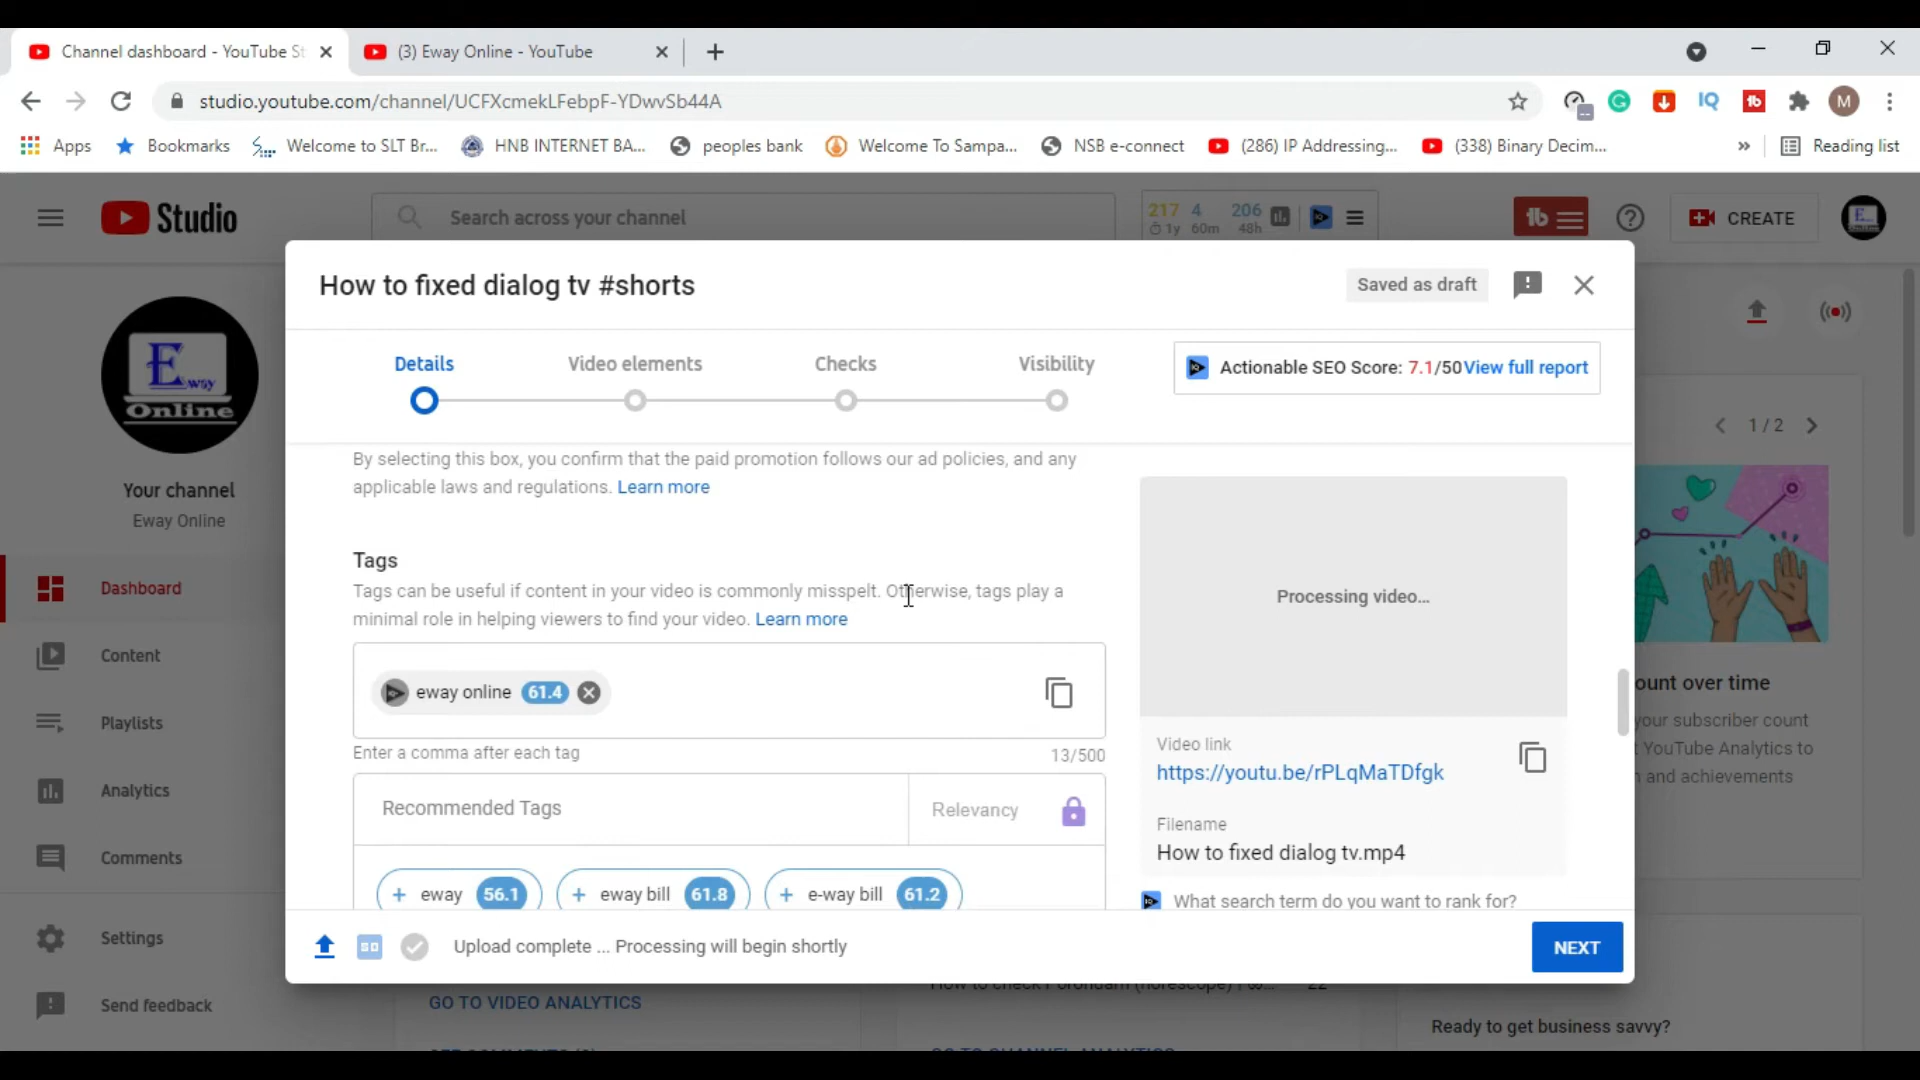 Channel dashboard - YouTube St
(3) Eway Online - YouTube
studio.youtube.com/channel/UCFXcmekLFebpF-YDwvSb44A
IQ
tb
M
Apps
Bookmarks
Welcome to SLT Br...
HNB INTERNET BA...
peoples bank
Welcome To Sampa...
NSB e-connect
(286) IP Addressing...
(338) Binary Decim...
»
Reading list
Studio
Search across your channel
217 4 206
1y 60m 48h
tb
CREATE
How to fixed dialog tv #shorts
Saved as draft
Details
Video elements
Checks
Visibility
Actionable SEO Score: 7.1/50View full report
1 / 2
E
way
Online
Your channel
Eway Online
Dashboard
Content
Playlists
Analytics
Comments
Settings
Send feedback
By selecting this box, you confirm that the paid promotion follows our ad policies, and any
applicable laws and regulations. Learn more
Tags
Tags can be useful if content in your video is commonly misspelt. Otherwise, tags play a
minimal role in helping viewers to find your video. Learn more
eway online 61.4
Enter a comma after each tag
13/500
Recommended Tags
Relevancy
+ eway 56.1
+ eway bill 61.8
+ e-way bill 61.2
Processing video...
Video link
https://youtu.be/rPLqMaTDfgk
Filename
How to fixed dialog tv.mp4
What search term do you want to rank for?
SD
Upload complete ... Processing will begin shortly
NEXT
ount over time
your subscriber count
YouTube Analytics to
and achievements
GO TO VIDEO ANALYTICS
22
Ready to get business savvy?